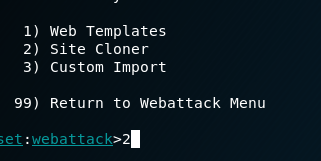 1) Web Templates
2) Site Cloner
3) Custom Import
99) Return to Webattack Menu
set:webattack>2